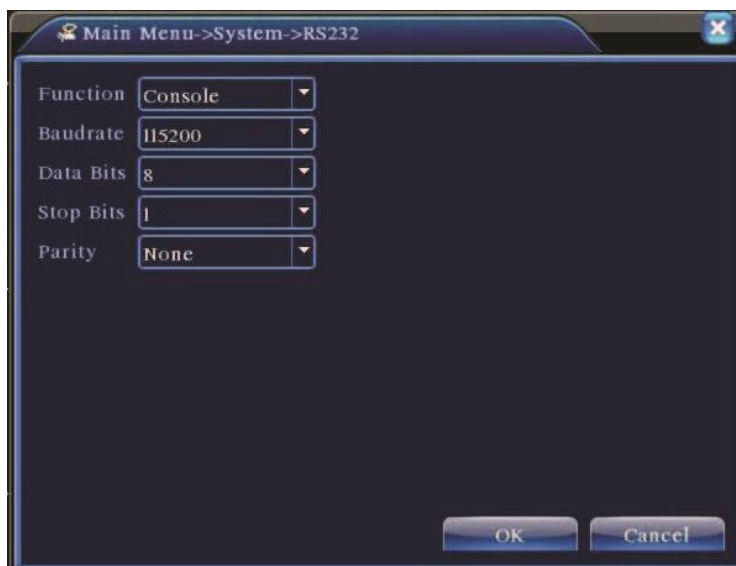 Main Menu->System->RS232
Function Console
Baudrate 115200
Data Bits 8
Stop Bits 1
Parity None
OK Cancel